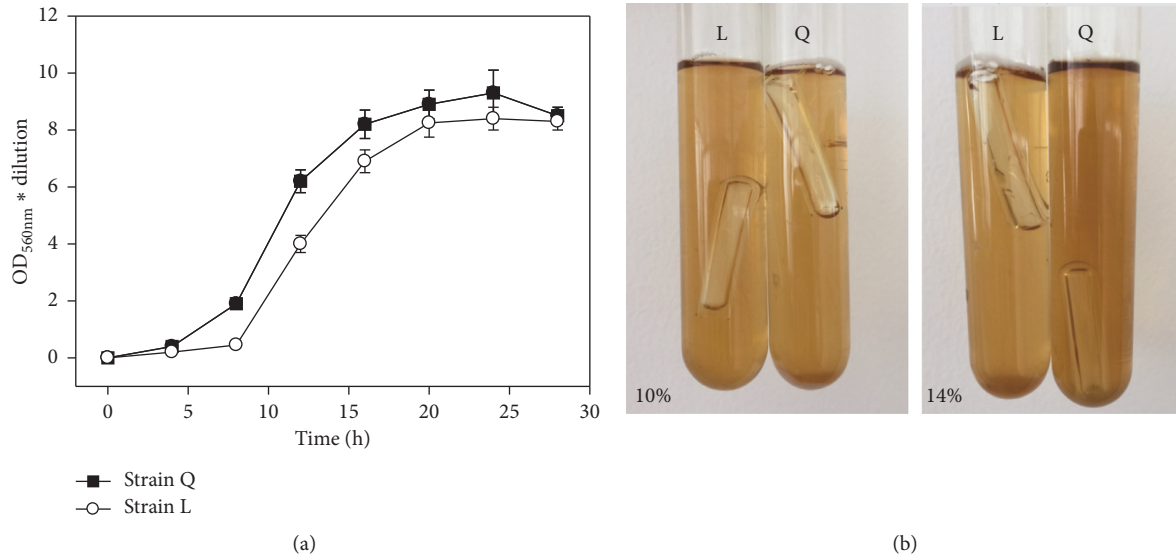 12
10
8
6
4
2
0
OD560nm * dilution
0 5 10 15 20 25 30
Time (h)
Strain Q
Strain L
(a)
L Q
10%
L Q
14%
(b)